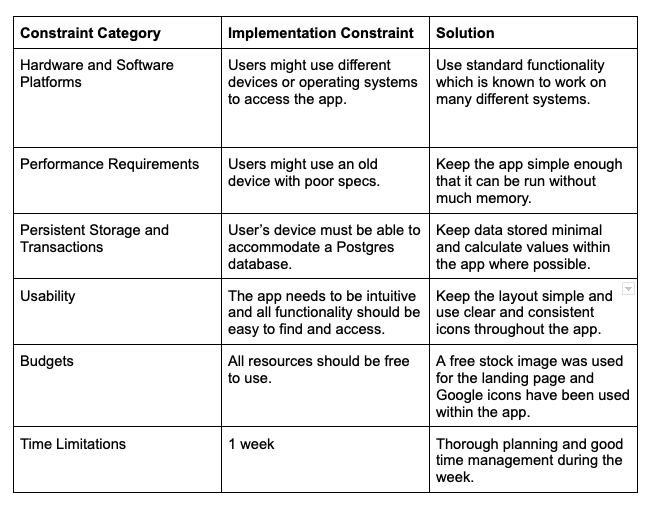 Constraint Category
Implementation Constraint
Solution
Hardware and Software
Platforms
Users might use different
devices or operating systems
to access the app.
Use standard functionality
which is known to work on
many different systems.
Performance Requirements
Users might use an old
device with poor specs.
Keep the app simple enough
that it can be run without
much memory.
Persistent Storage and
Transactions
User’s device must be able to
accommodate a Postgres
database.
Keep data stored minimal
and calculate values within
the app where possible.
Usability
The app needs to be intuitive
and all functionality should be
easy to find and access.
Keep the layout simple and
use clear and consistent
icons throughout the app.
Budgets
All resources should be free
to use.
A free stock image was used
for the landing page and
Google icons have been used
within the app.
Time Limitations
1 week
Thorough planning and good
time management during the
week.